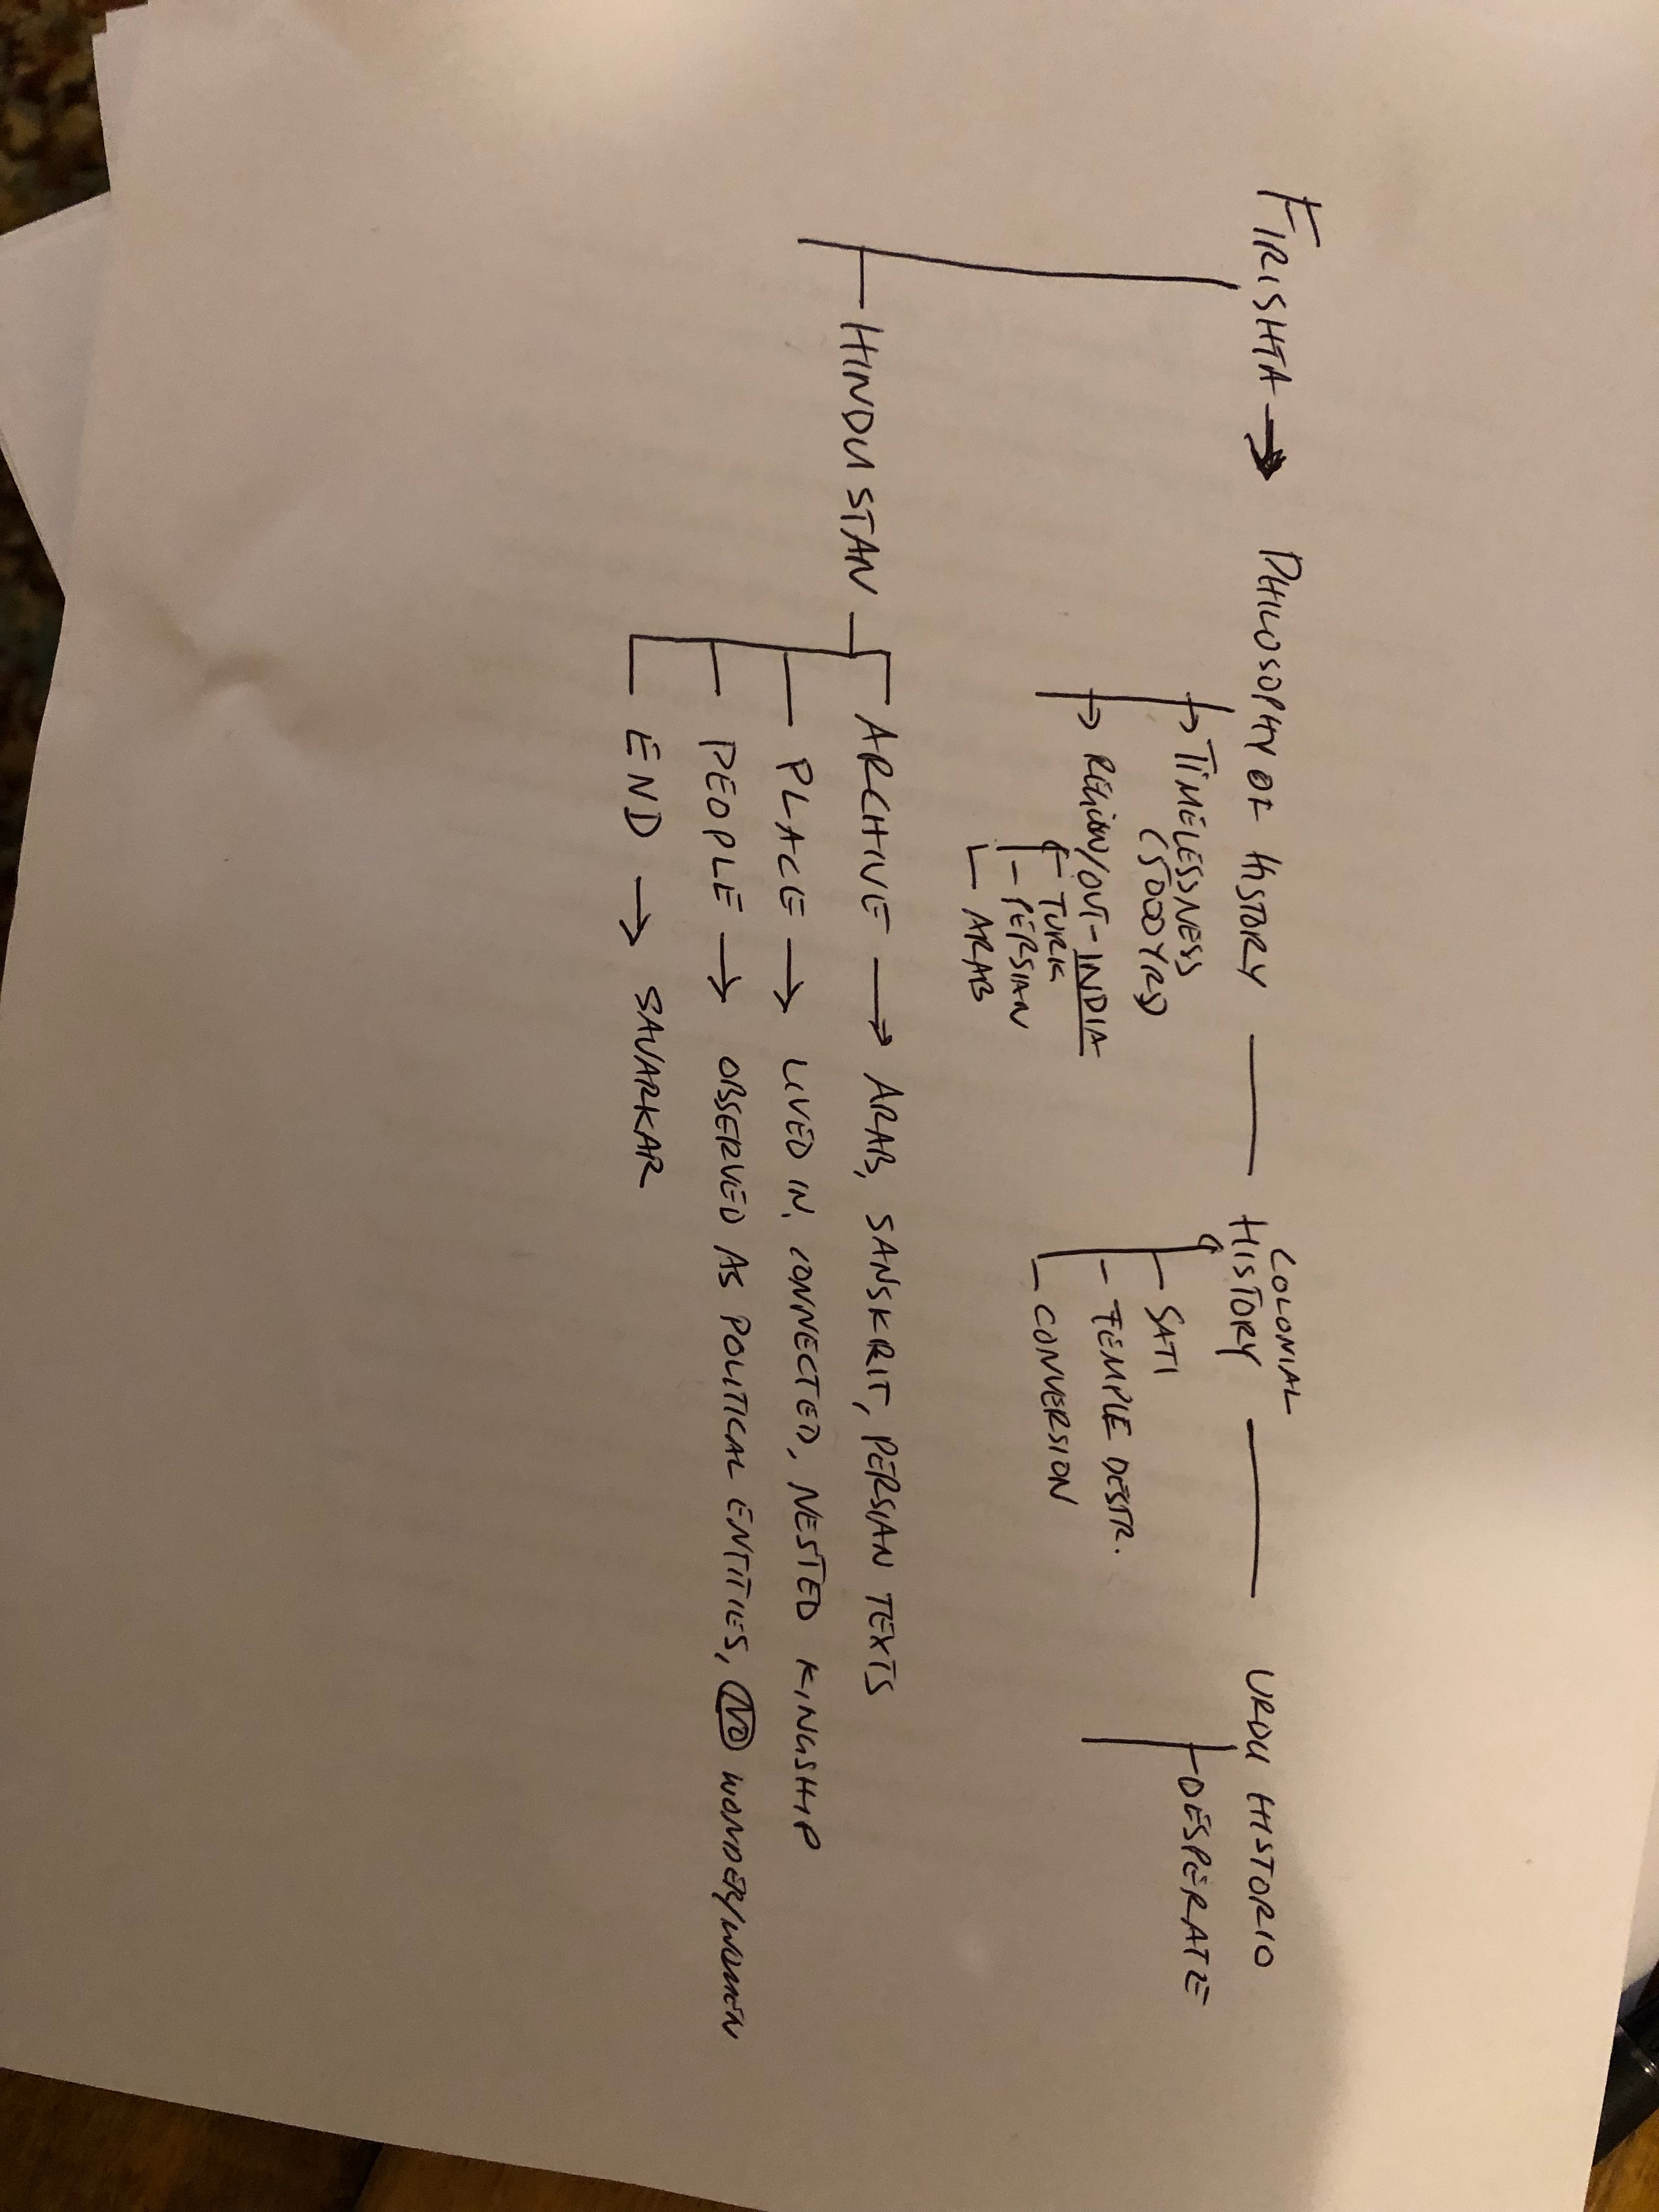 FIRISHTA → PHILOSOPHY OF HISTORY — COLONIAL HISTORY — URDU HISTORIO
TIMELESSNESS
(5000 YRS)
REGION/OUT-INDIA
TURK
PERSIAN
ARAB
SATI
TEMPLE DESTR.
CONVERSION
DESPERATE
HINDUSTAN
ARCHIVE → ARAB, SANSKRIT, PERSIAN TEXTS
PLACE → LIVED IN, CONNECTED, NESTED KINGSHIP
PEOPLE → OBSERVED AS POLITICAL ENTITIES, NO WONDER/WOMEN
END → SAVARKAR